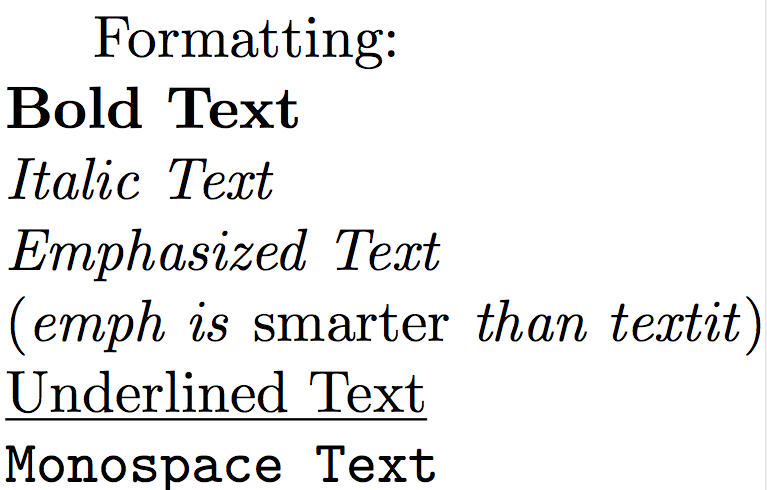 Formatting:
Bold Text
Italic Text
Emphasized Text
(emph is smarter than textit)
Underlined Text
Monospace Text